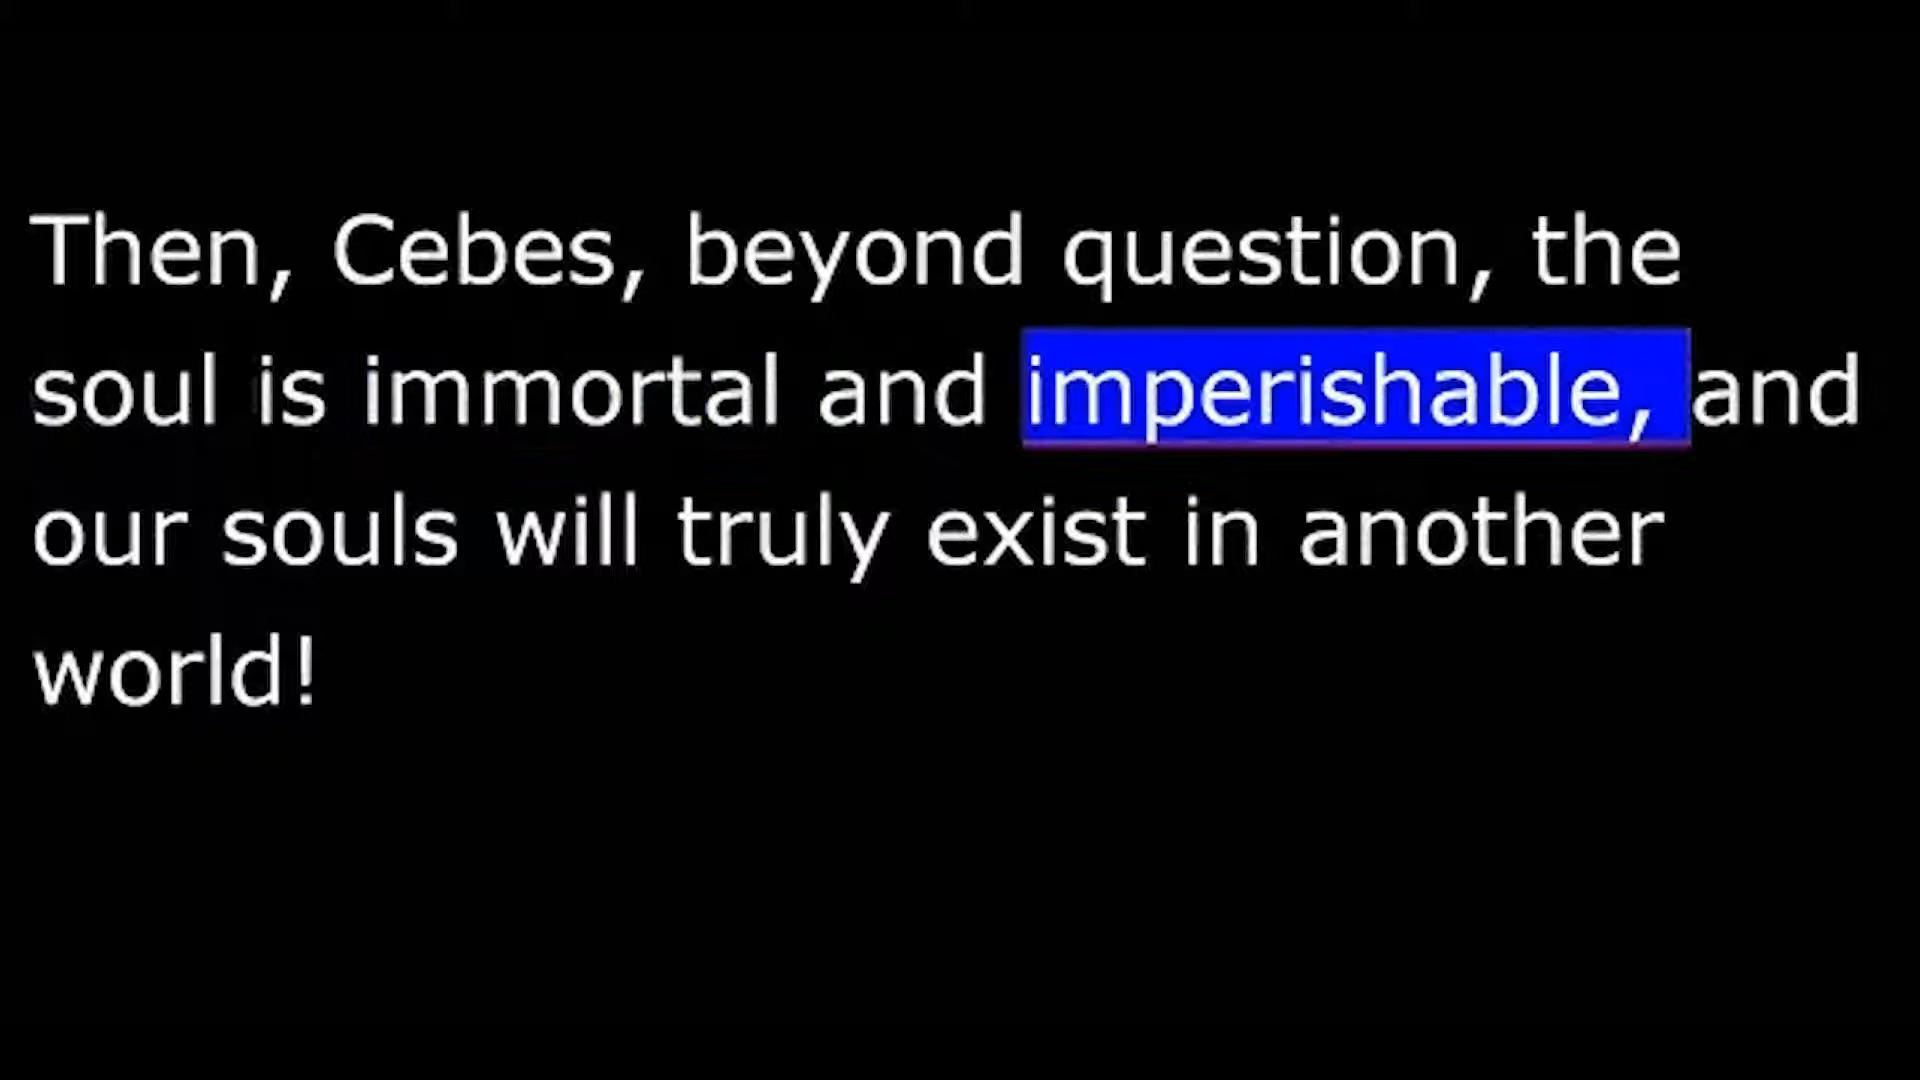 Then, Cebes, beyond question, the
soul is immortal and imperishable, and
our souls will truly exist in another
world!